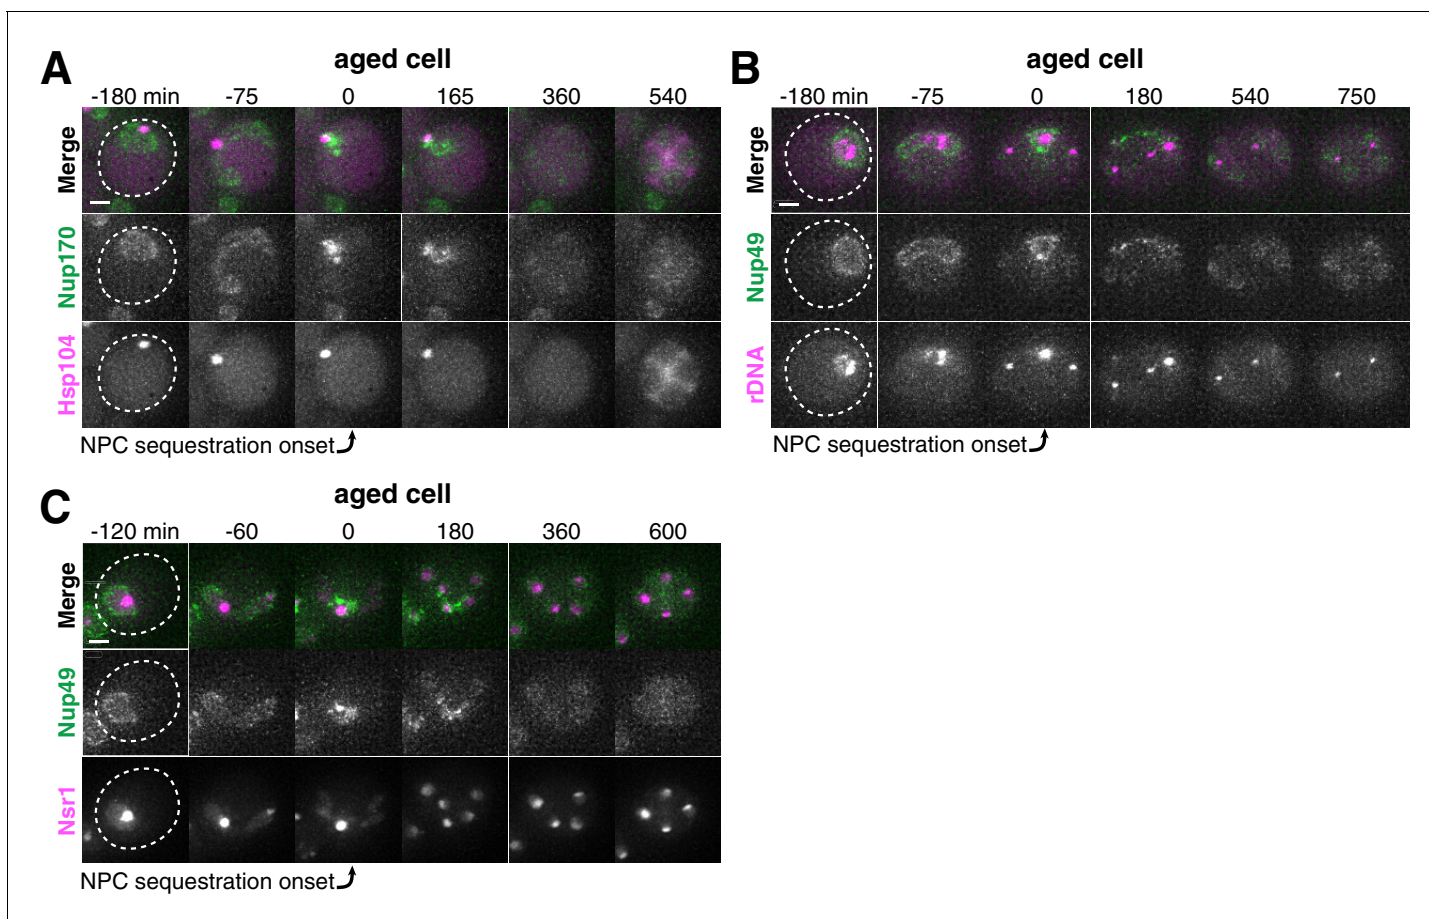 A
aged cell
-180 min -75 0 165 360 540
Merge
Nup170
Hsp104
NPC sequestration onset
B
aged cell
-180 min -75 0 180 540 750
Merge
Nup49
rDNA
NPC sequestration onset
C
aged cell
-120 min -60 0 180 360 600
Merge
Nup49
Nsr1
NPC sequestration onset